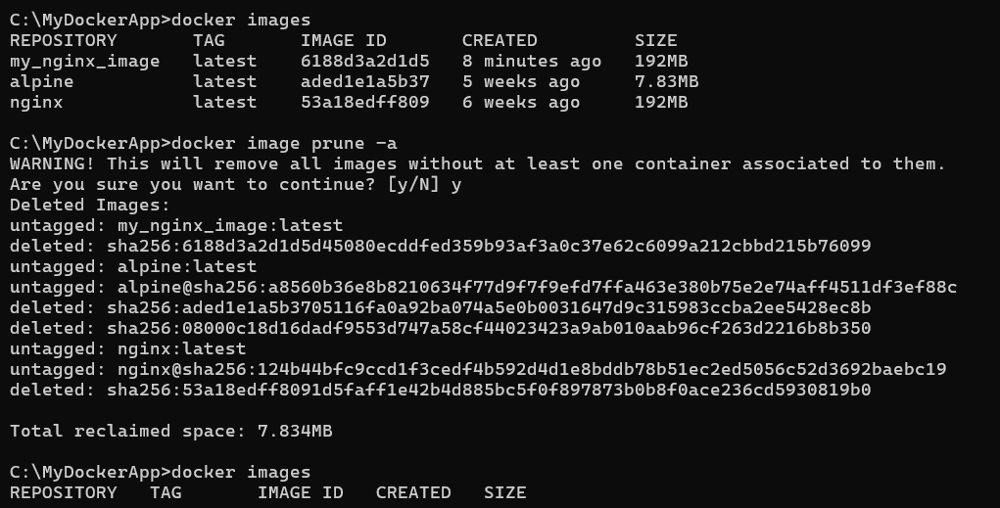 C:\MyDockerApp>docker images
REPOSITORY       TAG       IMAGE ID       CREATED         SIZE
my_nginx_image   latest    6188d3a2d1d5   8 minutes ago   192MB
alpine           latest    aded1e1a5b37   5 weeks ago     7.83MB
nginx            latest    53a18edff809   6 weeks ago     192MB
C:\MyDockerApp>docker image prune -a
WARNING! This will remove all images without at least one container associated to them.
Are you sure you want to continue? [y/N] y
Deleted Images:
untagged: my_nginx_image:latest
deleted: sha256:6188d3a2d1d5d45080ecddfed359b93af3a0c37e62c6099a212cbbd215b76099
untagged: alpine:latest
untagged: alpine@sha256:a8560b36e8b8210634f77d9f7f9efd7ffa463e380b75e2e74aff4511df3ef88c
deleted: sha256:aded1e1a5b3705116fa0a92ba074a5e0b0031647d9c315983ccba2ee5428ec8b
deleted: sha256:08000c18d16dadf9553d747a58cf44023423a9ab010aab96cf263d2216b8b350
untagged: nginx:latest
untagged: nginx@sha256:124b44bfc9ccd1f3cedf4b592d4d1e8bddb78b51ec2ed5056c52d3692baebc19
deleted: sha256:53a18edff8091d5faff1e42b4d885bc5f0f897873b0b8f0ace236cd5930819b0
Total reclaimed space: 7.834MB
C:\MyDockerApp>docker images
REPOSITORY   TAG       IMAGE ID   CREATED   SIZE